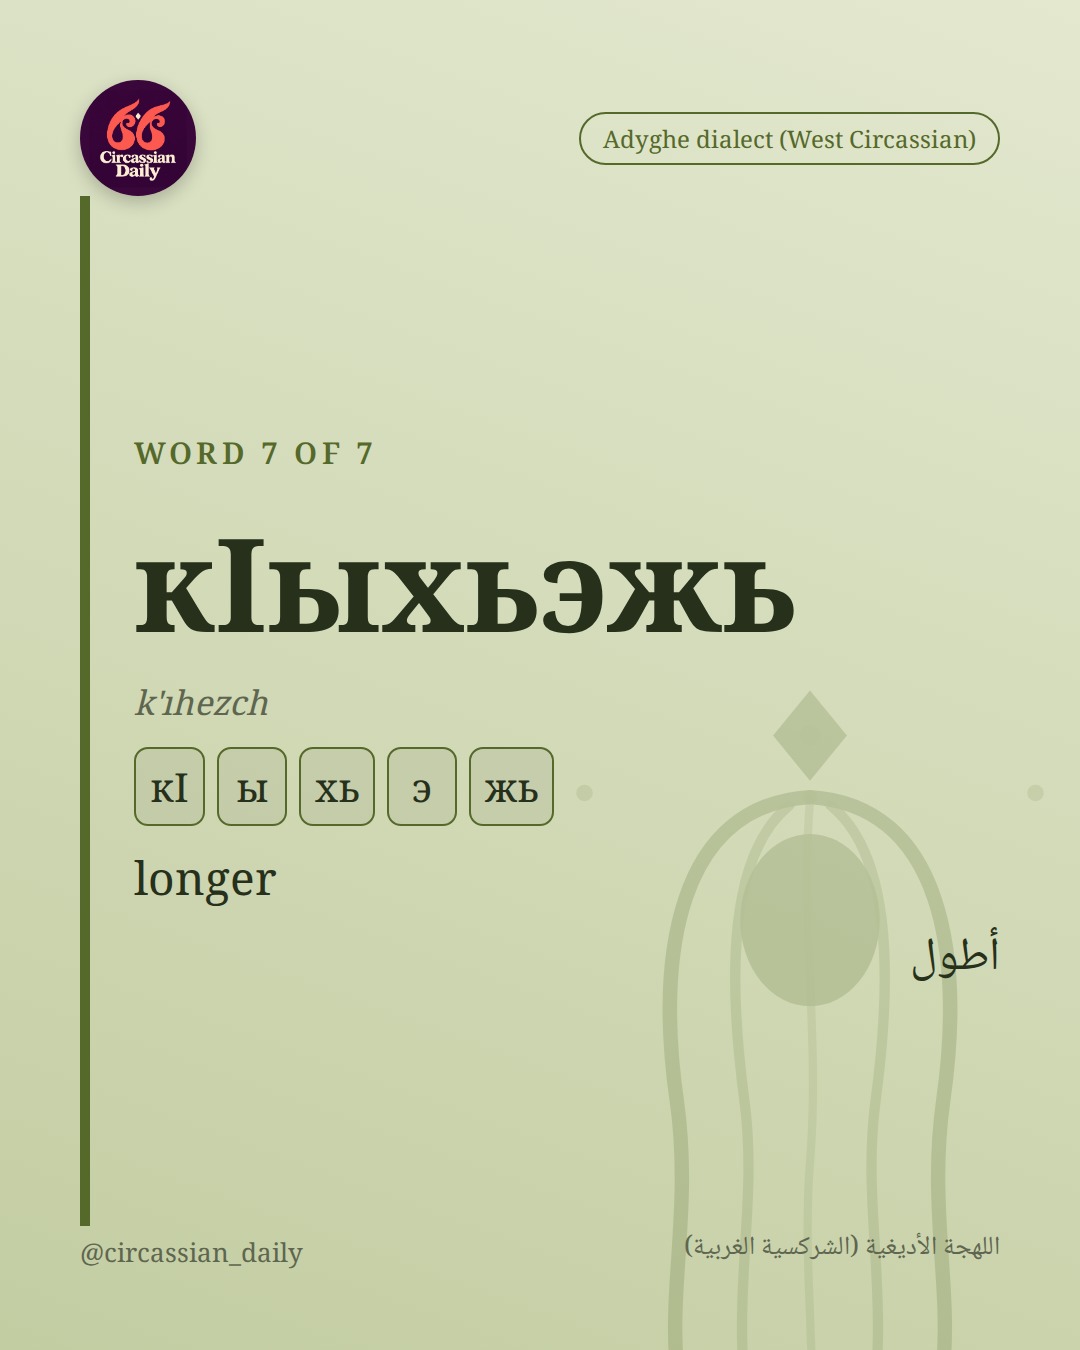 Circassian
Daily
Adyghe dialect (West Circassian)
WORD 7 OF 7
кӏыхьэжь
k'ıhezch
кӏ ы хь э жь
longer
أطول
@circassian_daily
اللهجة الأديغية (الشركسية الغربية)